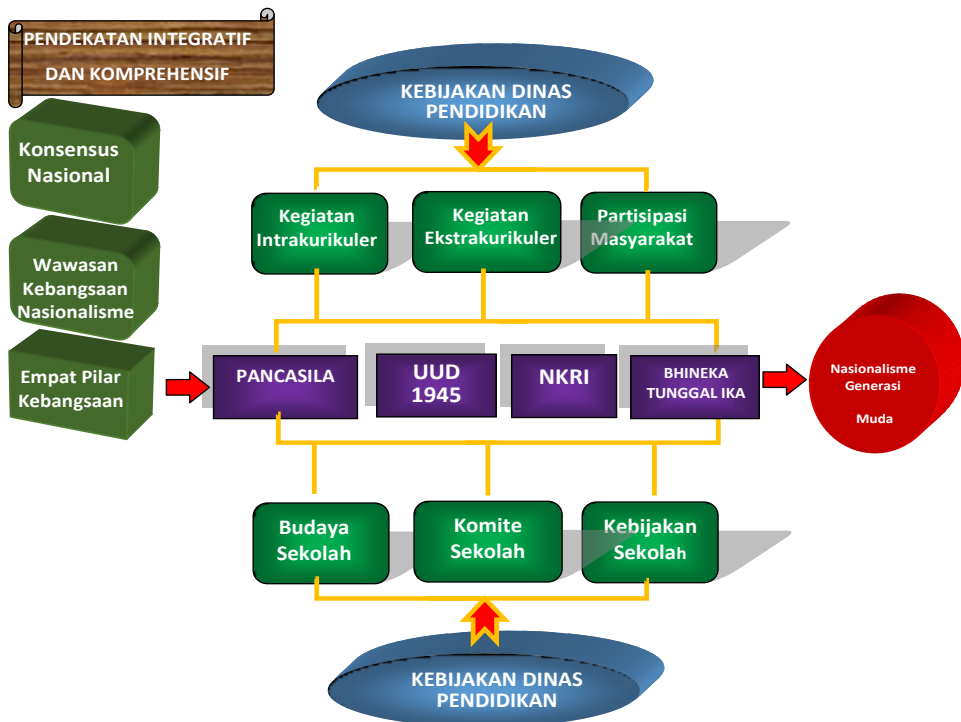 PENDEKATAN INTEGRATIF
DAN KOMPREHENSIF
KEBIJAKAN DINAS
PENDIDIKAN
Konsensus
Nasional
Kegiatan
Intrakurikuler
Kegiatan
Ekstrakurikuler
Partisipasi
Masyarakat
Wawasan
Kebangsaan
Nasionalisme
Empat Pilar
Kebangsaan
PANCASILA
UUD
1945
NKRI
BHINEKA
TUNGGAL IKA
Nasionalisme
Generasi
Muda
Budaya
Sekolah
Komite
Sekolah
Kebijakan
Sekolah
KEBIJAKAN DINAS
PENDIDIKAN